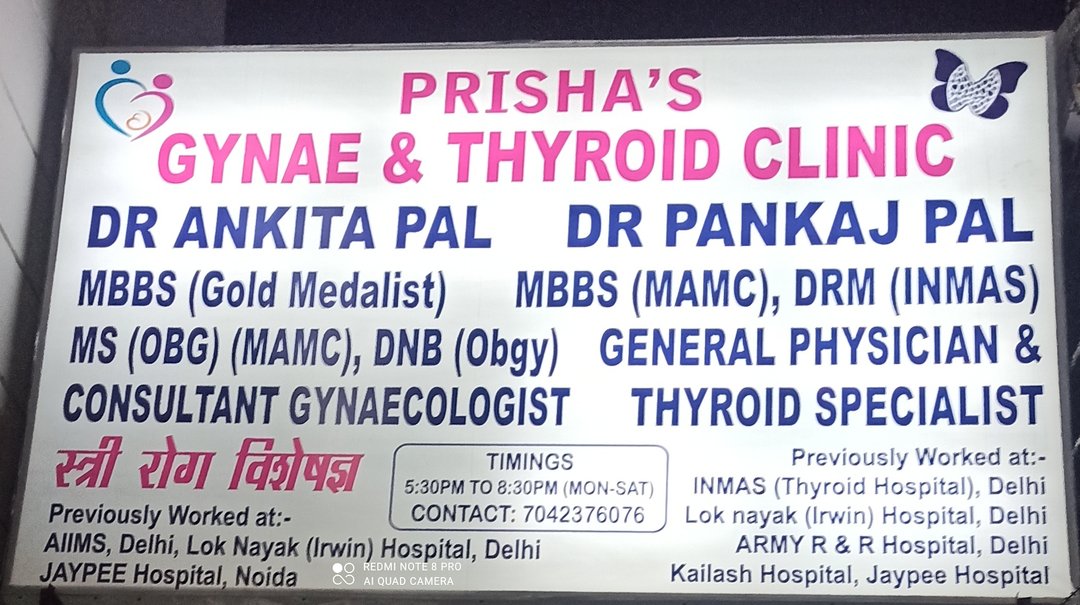 PRISHA'S
GYNAE & THYROID CLINIC
DR ANKITA PAL
MBBS (Gold Medalist)
MS (OBG) (MAMC), DNB (Obgy)
CONSULTANT GYNAECOLOGIST
स्त्री रोग विशेषज्ञ
Previously Worked at:-
AIIMS, Delhi, Lok Nayak (Irwin) Hospital, Delhi
JAYPEE Hospital, Noida
DR PANKAJ PAL
MBBS (MAMC), DRM (INMAS)
GENERAL PHYSICIAN &
THYROID SPECIALIST
TIMINGS
5:30PM TO 8:30PM (MON-SAT)
CONTACT: 7042376076
Previously Worked at:-
INMAS (Thyroid Hospital), Delhi
Lok nayak (Irwin) Hospital, Delhi
ARMY R & R Hospital, Delhi
Kailash Hospital, Jaypee Hospital
REDMI NOTE 8 PRO
AI QUAD CAMERA